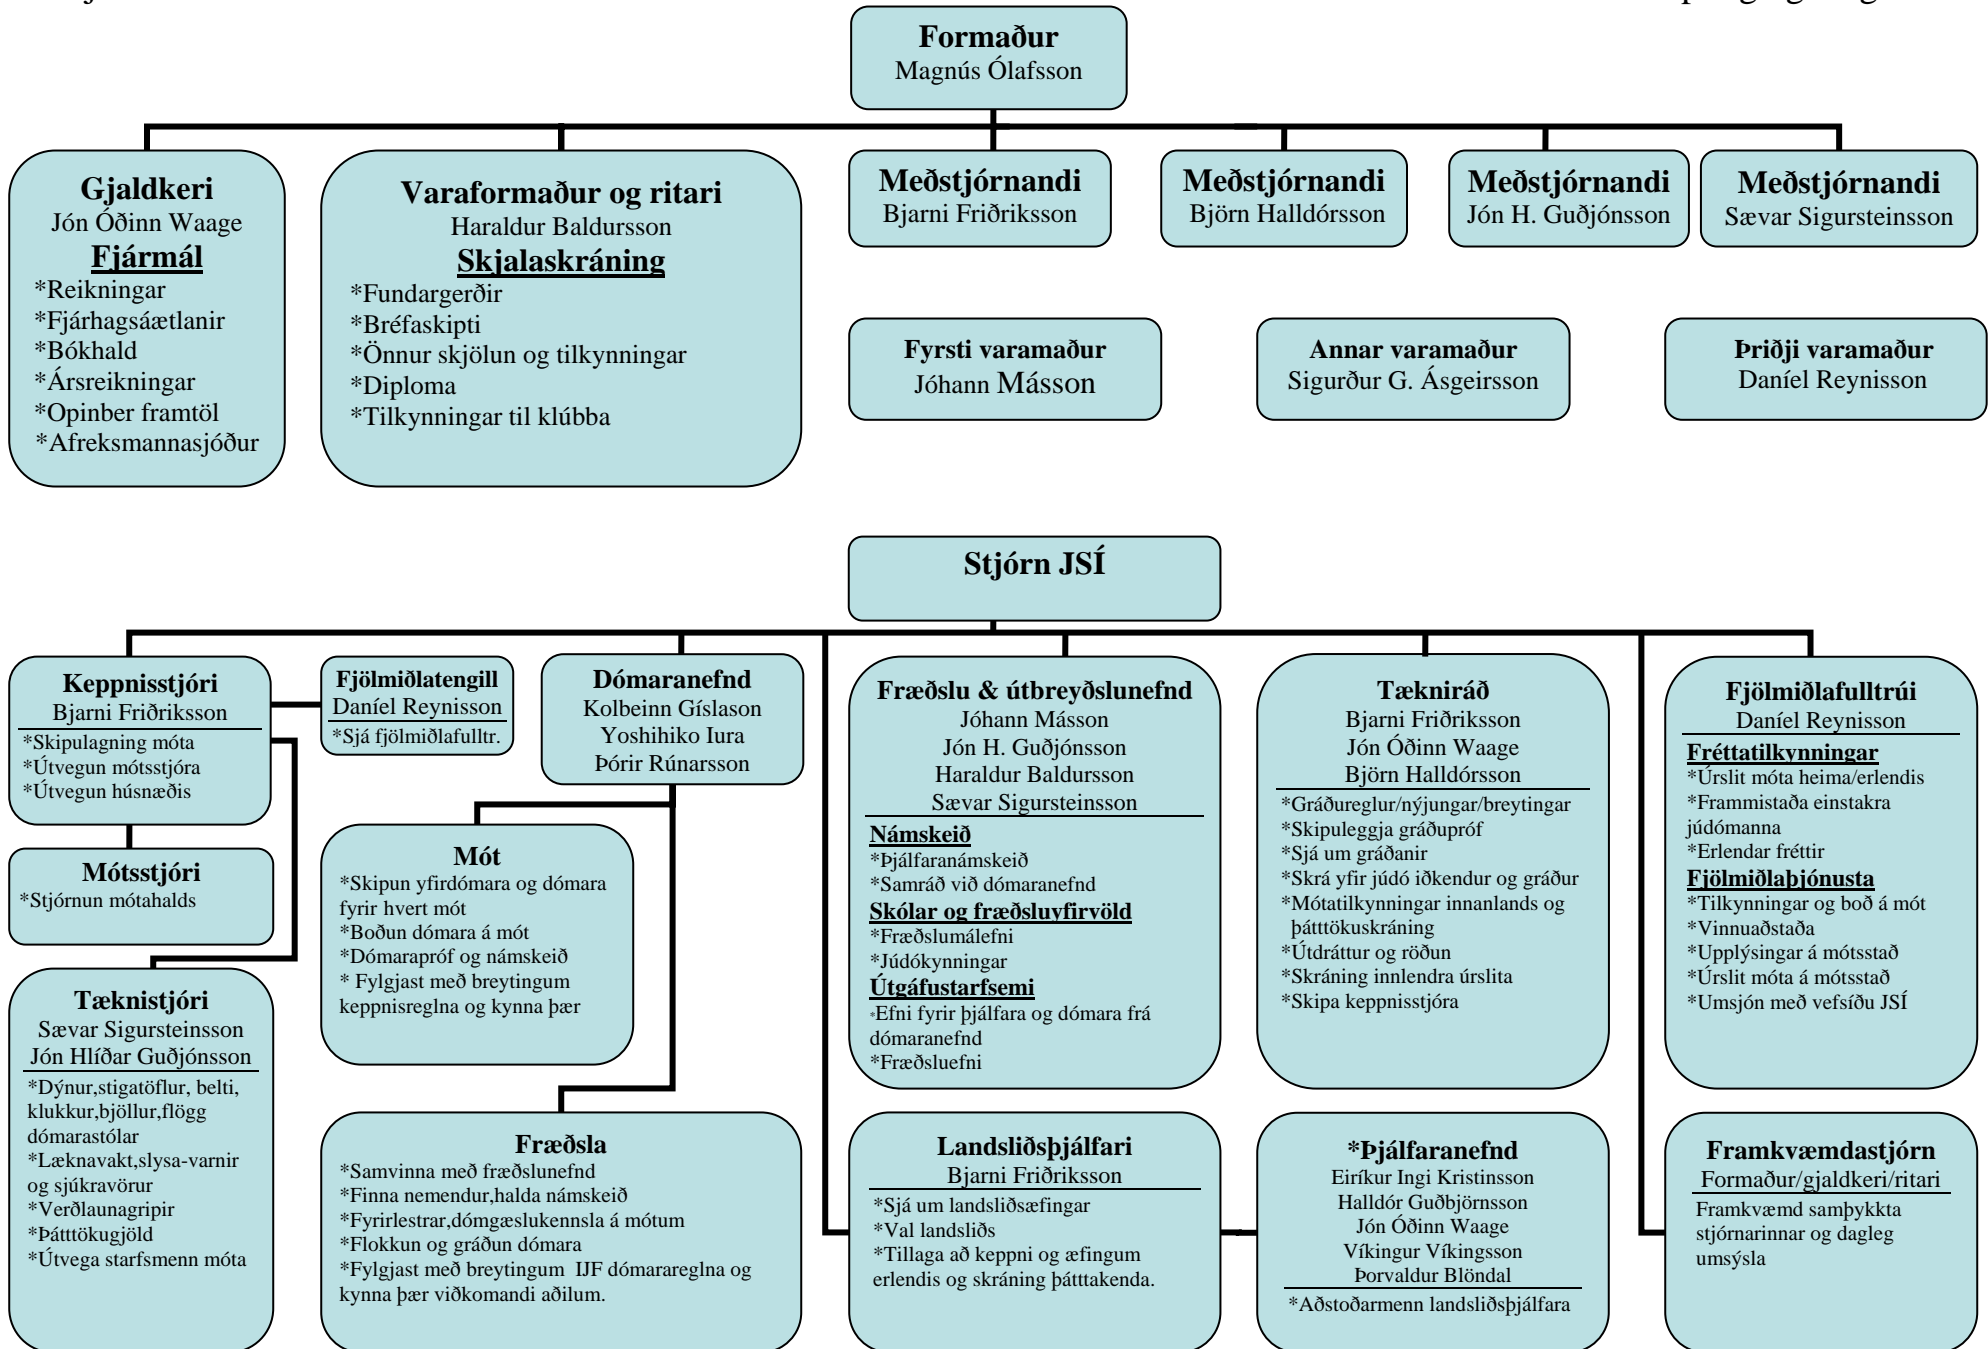 Formaður
Magnús Ólafsson
Gjaldkeri
Jón Óðinn Waage
Fjármál
*Reikningar
*Fjárhagsáætlanir
*Bókhald
*Ársreikningar
*Opinber framtöl
*Afreksmannasjóður
Varaformaður og ritari
Haraldur Baldursson
Skjalaskráning
*Fundargerðir
*Bréfaskipti
*Önnur skjölun og tilkynningar
*Diploma
*Tilkynningar til klúbba
Meðstjórnandi
Bjarni Friðriksson
Meðstjórnandi
Björn Halldórsson
Meðstjórnandi
Jón H. Guðjónsson
Meðstjórnandi
Sævar Sigursteinsson
Fyrsti varamaður
Jóhann Másson
Annar varamaður
Sigurður G. Ásgeirsson
Þriðji varamaður
Daníel Reynisson
Stjórn JSÍ
Keppnisstjóri
Bjarni Friðriksson
*Skipulagning móta
*Útvegun mótsstjóra
*Útvegun húsnæðis
Fjölmiðlatengill
Daníel Reynisson
*Sjá fjölmiðlafulltr.
Mótsstjóri
*Stjórnun mótahalds
Tæknistjóri
Sævar Sigursteinsson
Jón Hlíðar Guðjónsson
*Dýnur,stigatöflur, belti,
klukkur,bjöllur,flögg
dómarastólar
*Læknavakt,slysa-varnir
og sjúkravörur
*Verðlaunagripir
*Þátttökugjöld
*Útvega starfsmenn móta
Dómaranefnd
Kolbeinn Gíslason
Yoshihiko Iura
Þórir Rúnarsson
Mót
*Skipun yfirdómara og dómara
fyrir hvert mót
*Boðun dómara á mót
*Dómarapróf og námskeið
* Fylgjast með breytingum
keppnisreglna og kynna þær
Fræðsla
*Samvinna með fræðslunefnd
*Finna nemendur,halda námskeið
*Fyrirlestrar,dómgæslukennsla á mótum
*Flokkun og gráðun dómara
*Fylgjast með breytingum  IJF dómarareglna og
kynna þær viðkomandi aðilum.
Fræðslu & útbreyðslunefnd
Jóhann Másson
Jón H. Guðjónsson
Haraldur Baldursson
Sævar Sigursteinsson
Námskeið
*Þjálfaranámskeið
*Samráð við dómaranefnd
Skólar og fræðsluyfirvöld
*Fræðslumálefni
*Júdókynningar
Útgáfustarfsemi
*Efni fyrir þjálfara og dómara frá
dómaranefnd
*Fræðsluefni
Landsliðsþjálfari
Bjarni Friðriksson
*Sjá um landsliðsæfingar
*Val landsliðs
*Tillaga að keppni og æfingum
erlendis og skráning þátttakenda.
Tækniráð
Bjarni Friðriksson
Jón Óðinn Waage
Björn Halldórsson
*Gráðureglur/nýjungar/breytingar
*Skipuleggja gráðupróf
*Sjá um gráðanir
*Skrá yfir júdó iðkendur og gráður
*Mótatilkynningar innanlands og
þátttökuskráning
*Útdráttur og röðun
*Skráning innlendra úrslita
*Skipa keppnisstjóra
*Þjálfaranefnd
Eiríkur Ingi Kristinsson
Halldór Guðbjörnsson
Jón Óðinn Waage
Víkingur Víkingsson
Þorvaldur Blöndal
*Aðstoðarmenn landsliðsþjálfara
Fjölmiðlafulltrúi
Daníel Reynisson
Fréttatilkynningar
*Úrslit móta heima/erlendis
*Frammistaða einstakra
júdómanna
*Erlendar fréttir
Fjölmiðlaþjónusta
*Tilkynningar og boð á mót
*Vinnuaðstaða
*Upplýsingar á mótsstað
*Úrslit móta á mótsstað
*Umsjón með vefsíðu JSÍ
Framkvæmdastjórn
Formaður/gjaldkeri/ritari
Framkvæmd samþykkta
stjórnarinnar og dagleg
umsýsla